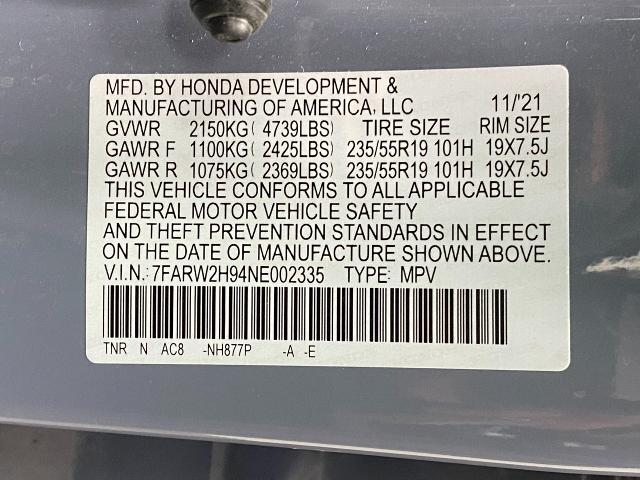 MFD. BY HONDA DEVELOPMENT &
MANUFACTURING OF AMERICA, LLC 11/'21
GVWR 2150KG ( 4739LBS) TIRE SIZE RIM SIZE
GAWR F 1100KG ( 2425LBS) 235/55R19 101H 19X7.5J
GAWR R 1075KG ( 2369LBS) 235/55R19 101H 19X7.5J
THIS VEHICLE CONFORMS TO ALL APPLICABLE
FEDERAL MOTOR VEHICLE SAFETY
AND THEFT PREVENTION STANDARDS IN EFFECT
ON THE DATE OF MANUFACTURE SHOWN ABOVE.
V.I.N.:7FARW2H94NE002335 TYPE: MPV
TNR N AC8 -NH877P -A -E